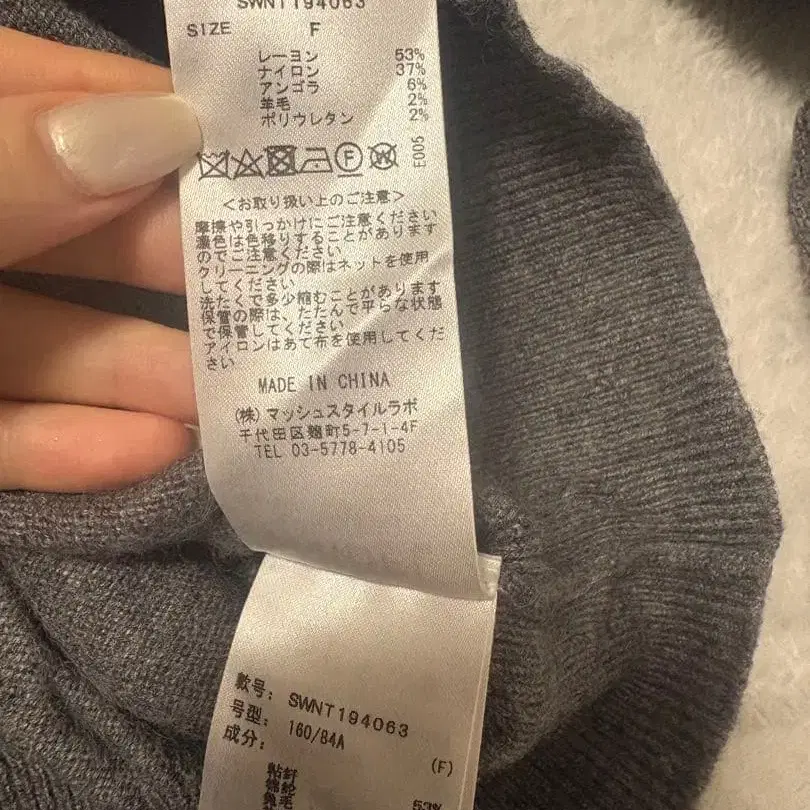 SWNT194063
SIZE F
レーヨン 53%
ナイロン 37%
アンゴラ 6%
羊毛 2%
ポリウレタン 2%
F W E005
＜お取り扱い上のご注意＞
摩擦や引っかけにご注意ください
濃色は色移りすることがあります
のでご注意ください
クリーニングの際はネットを使用
してください
洗たくで多少縮むことがあります
保管の際は、たたんで平らな状態
で保管してください
アイロンはあて布を使用してくだ
さい
MADE IN CHINA
(株)マッシュスタイルラボ
千代田区麹町5-7-1-4F
TEL 03-5778-4105
款号: SWNT194063
号型: 160/84A
成分: (F)
粘纤
锦纶
兔毛 53%